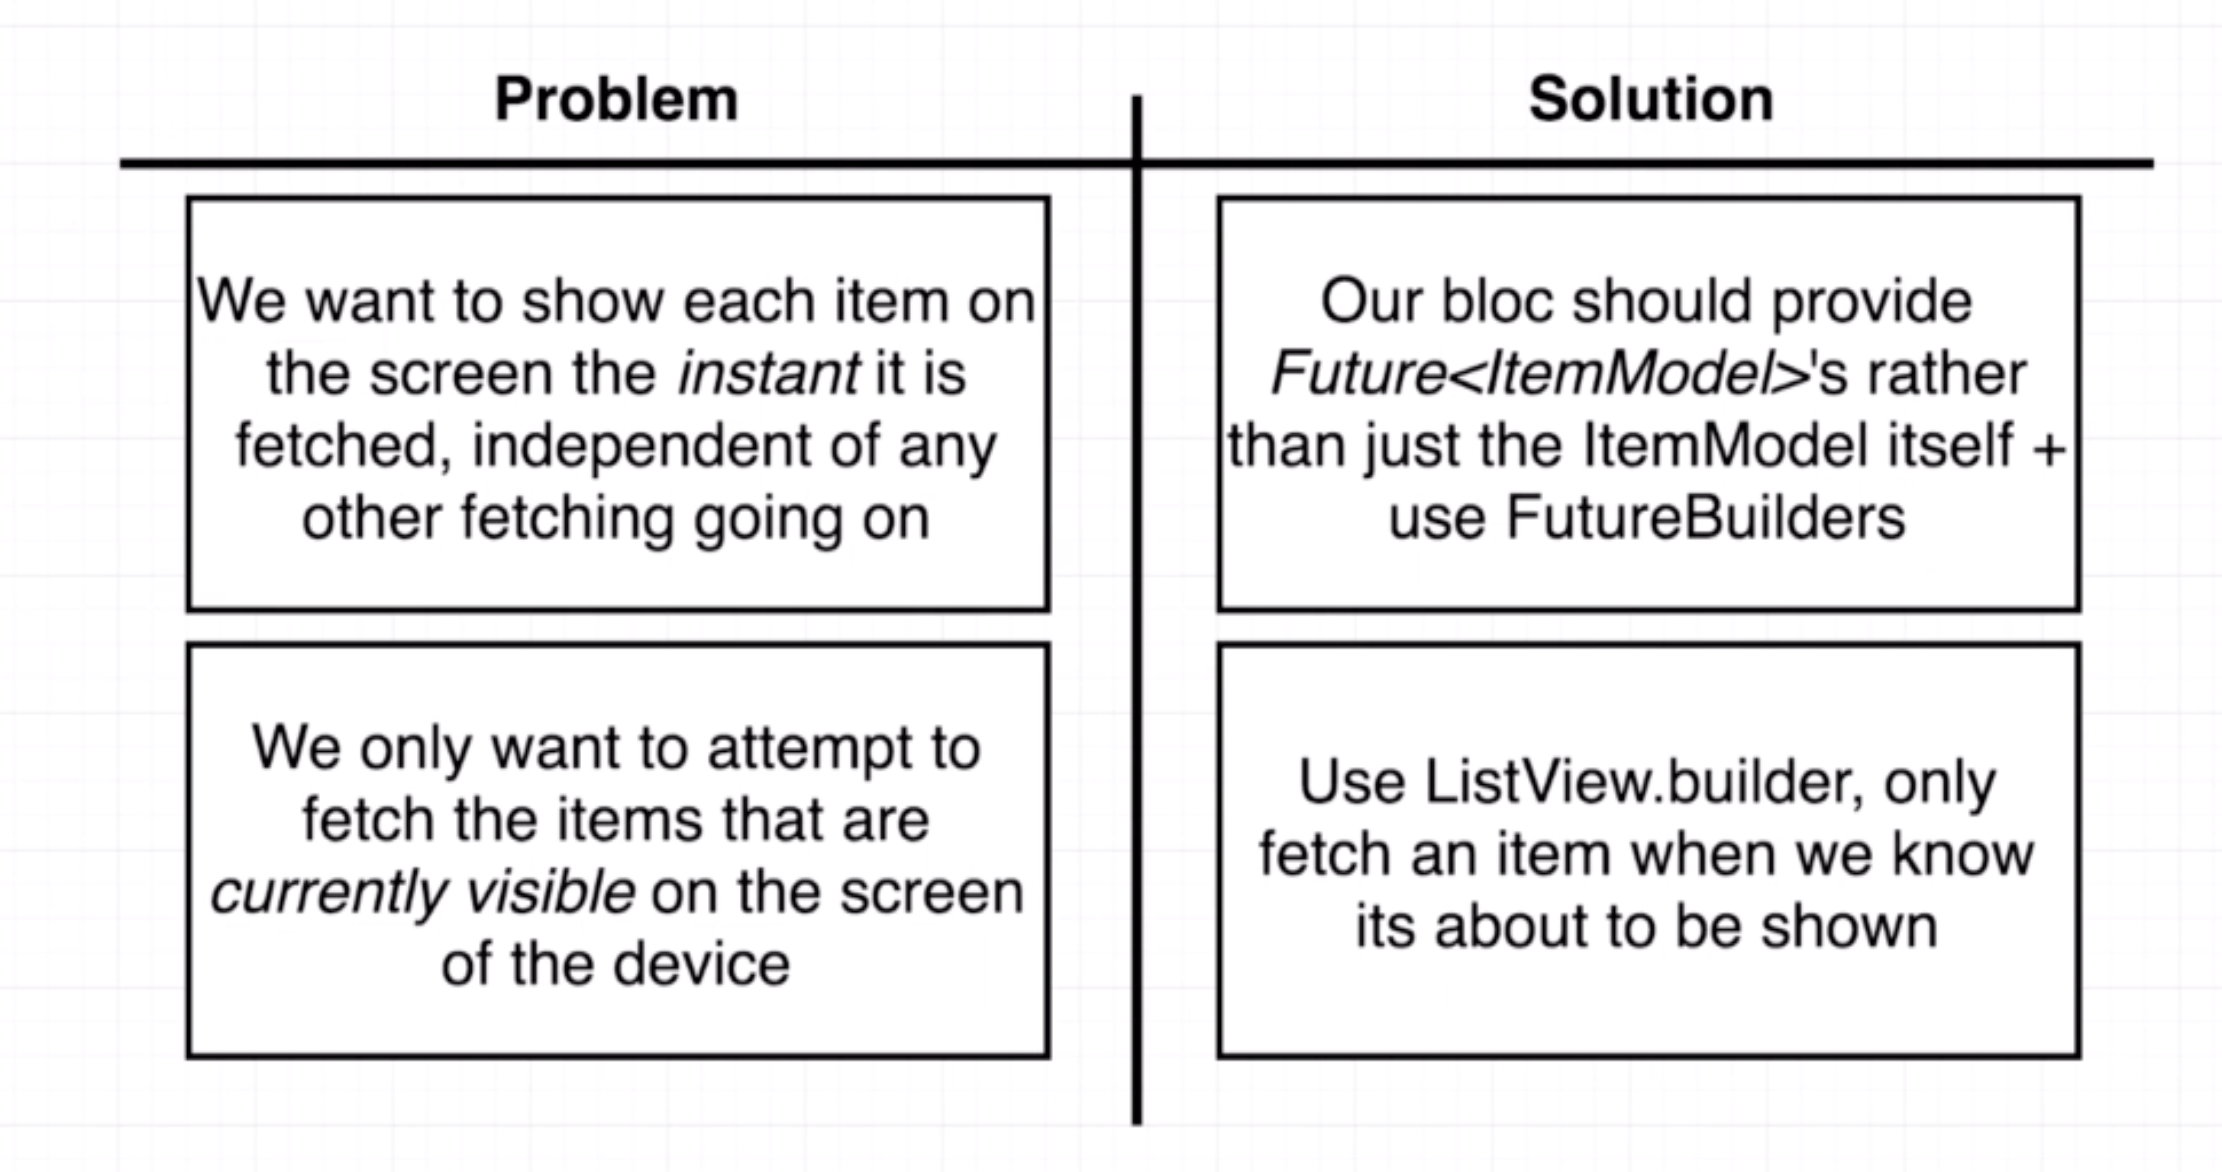 Problem
Solution
We want to show each item on
the screen the instant it is
fetched, independent of any
other fetching going on
Our bloc should provide
Future<ItemModel>'s rather
than just the ItemModel itself +
use FutureBuilders
We only want to attempt to
fetch the items that are
currently visible on the screen
of the device
Use ListView.builder, only
fetch an item when we know
its about to be shown